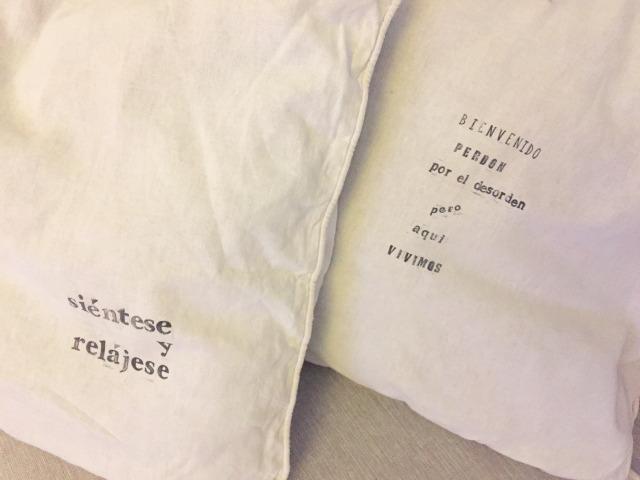 siéntese
y
relájese
BIENVENIDO
PERDON
por el desorden
pero
aqui
VIVIMOS